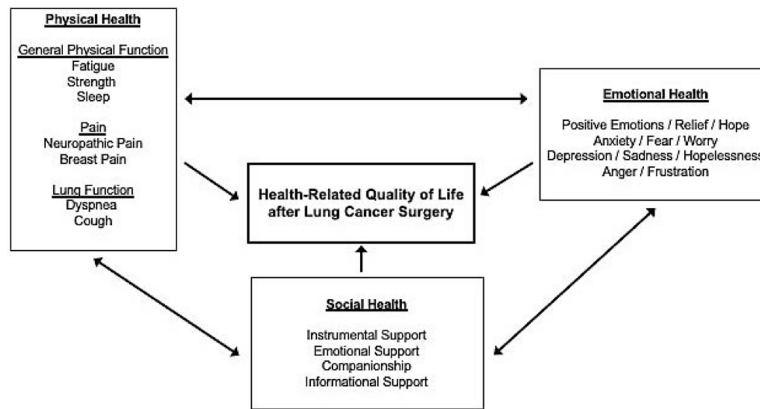 Physical Health
General Physical Function
Fatigue
Strength
Sleep
Pain
Neuropathic Pain
Breast Pain
Lung Function
Dyspnea
Cough
Emotional Health
Positive Emotions / Relief / Hope
Anxiety / Fear / Worry
Depression / Sadness / Hopelessness
Anger / Frustration
Health-Related Quality of Life
after Lung Cancer Surgery
Social Health
Instrumental Support
Emotional Support
Companionship
Informational Support